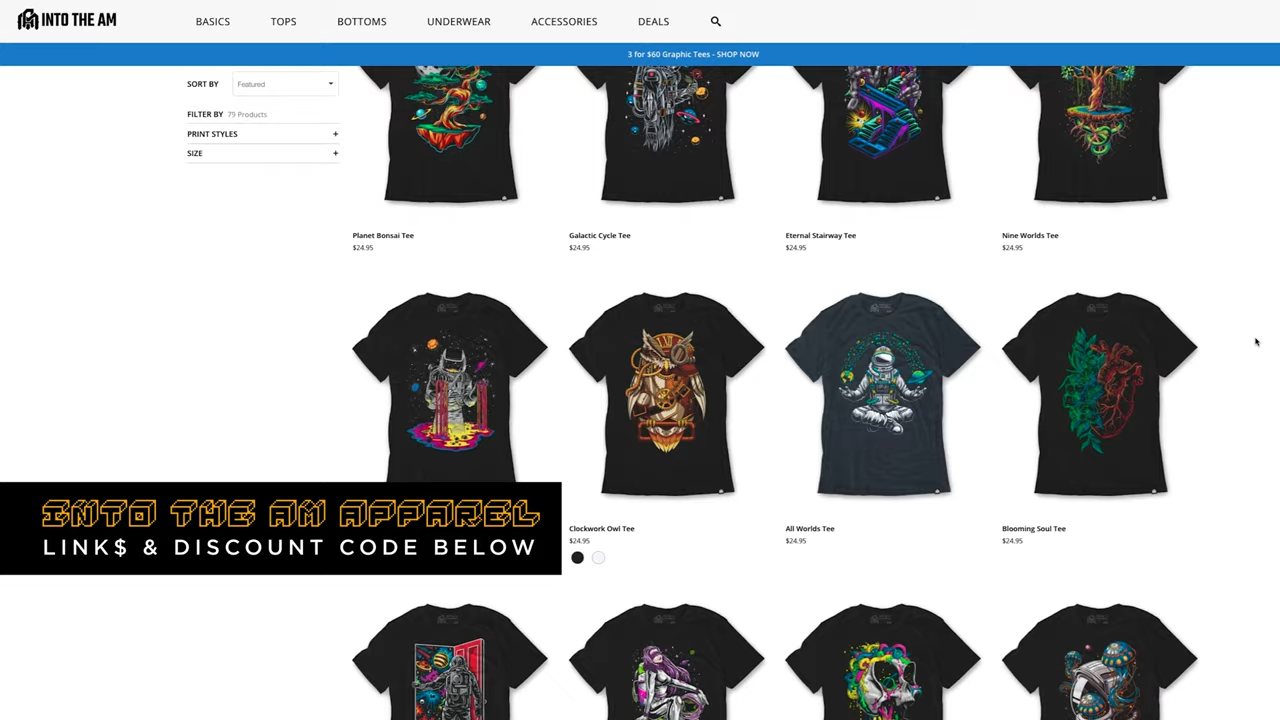 INTO THE AM
BASICS
TOPS
BOTTOMS
UNDERWEAR
ACCESSORIES
DEALS
3 for $60 Graphic Tees - SHOP NOW
SORT BY
Featured
FILTER BY 79 Products
PRINT STYLES +
SIZE +
Planet Bonsai Tee
$24.95
Galactic Cycle Tee
$24.95
Eternal Stairway Tee
$24.95
Nine Worlds Tee
$24.95
INTO THE AM APPAREL
LINK$ & DISCOUNT CODE BELOW
Clockwork Owl Tee
$24.95
All Worlds Tee
$24.95
Blooming Soul Tee
$24.95